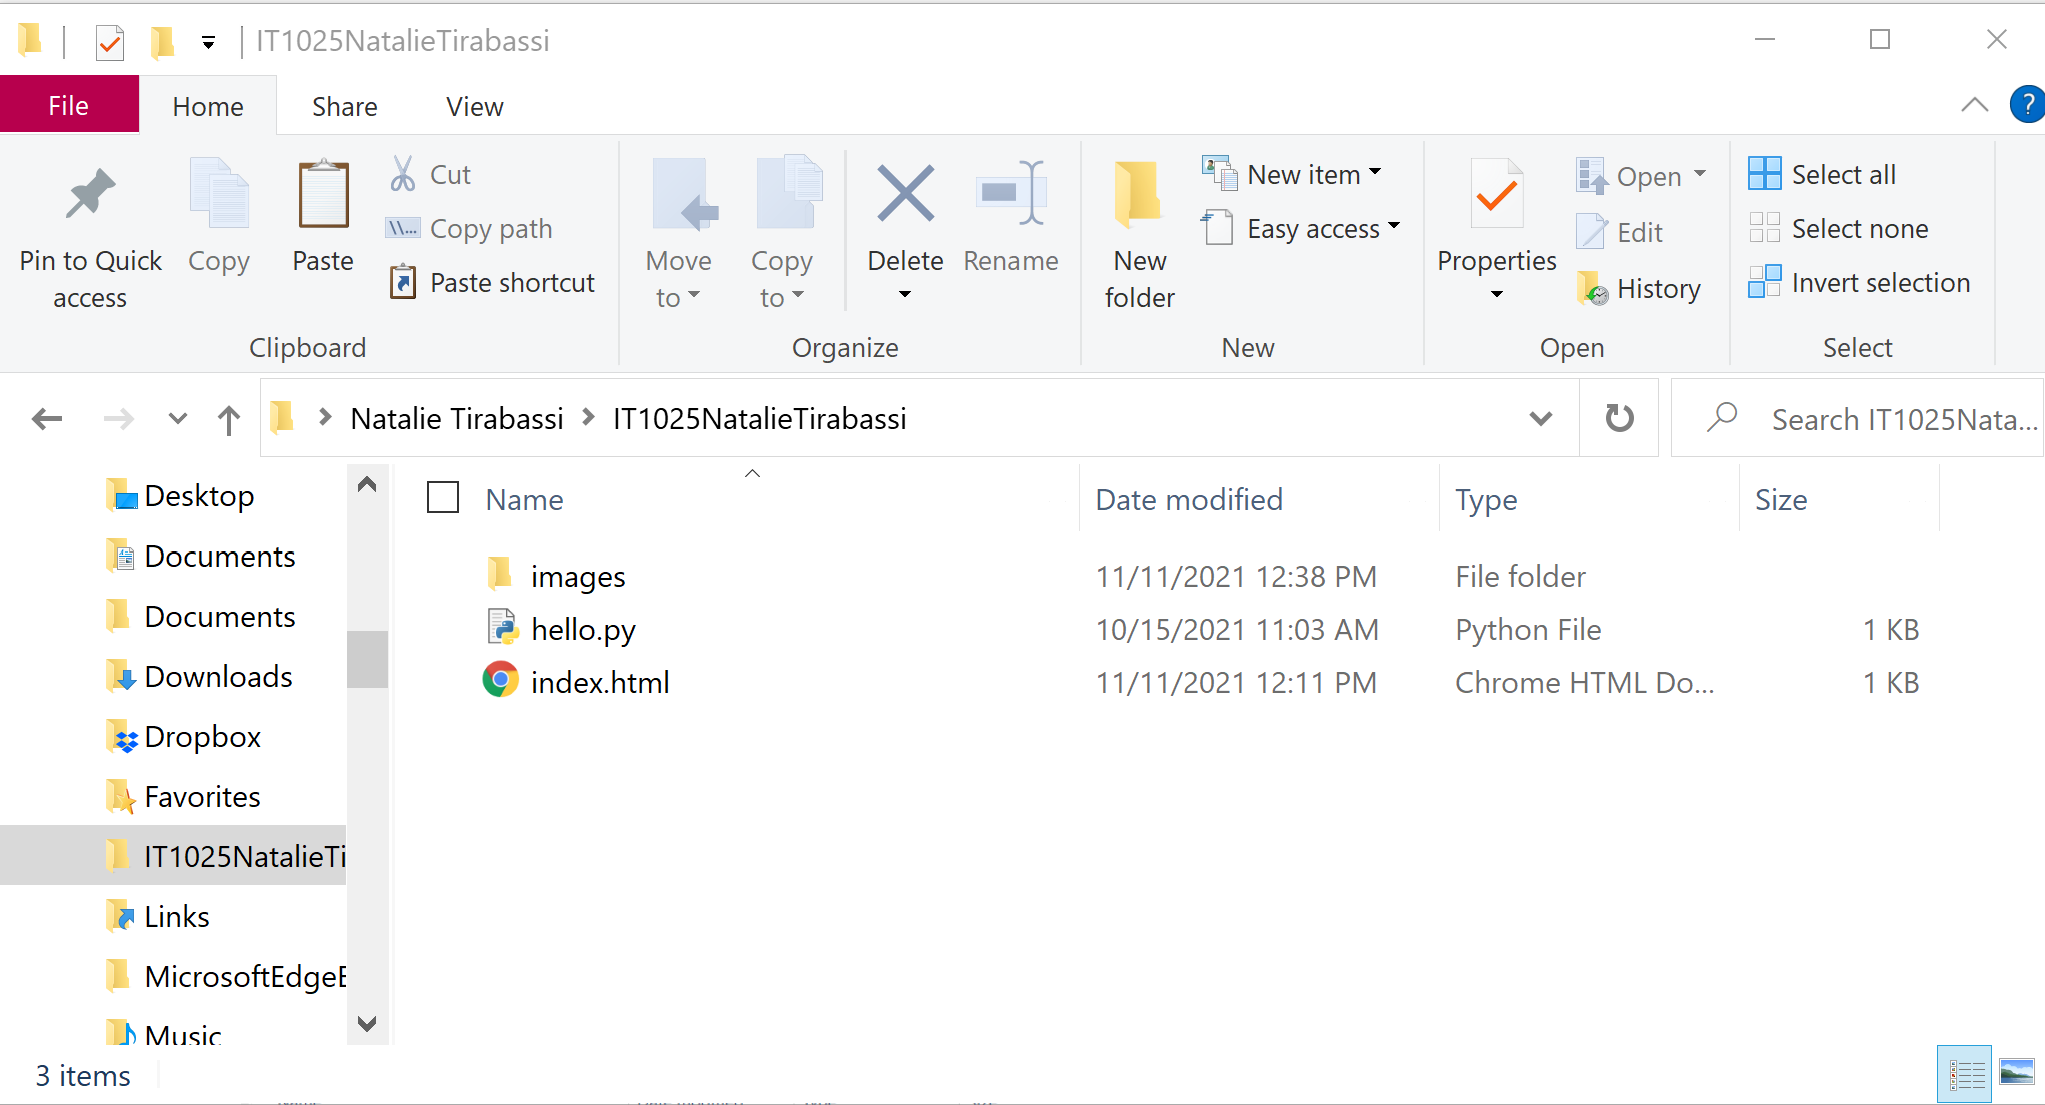 IT1025NatalieTirabassi
File Home Share View ?
Pin to Quick access
Copy
Paste
Cut
\\...
Copy path
Paste shortcut
Clipboard
Move to
Copy to
Delete
Rename
Organize
New folder
New item
Easy access
New
Properties
Open
Edit
History
Open
Select all
Select none
Invert selection
Select
Natalie Tirabassi IT1025NatalieTirabassi
Search IT1025Nata...
Desktop
Documents
Documents
Downloads
Dropbox
Favorites
IT1025NatalieTi
Links
MicrosoftEdgeE
Music
Name Date modified Type Size
images 11/11/2021 12:38 PM File folder
hello.py 10/15/2021 11:03 AM Python File 1 KB
index.html 11/11/2021 12:11 PM Chrome HTML Do... 1 KB
3 items